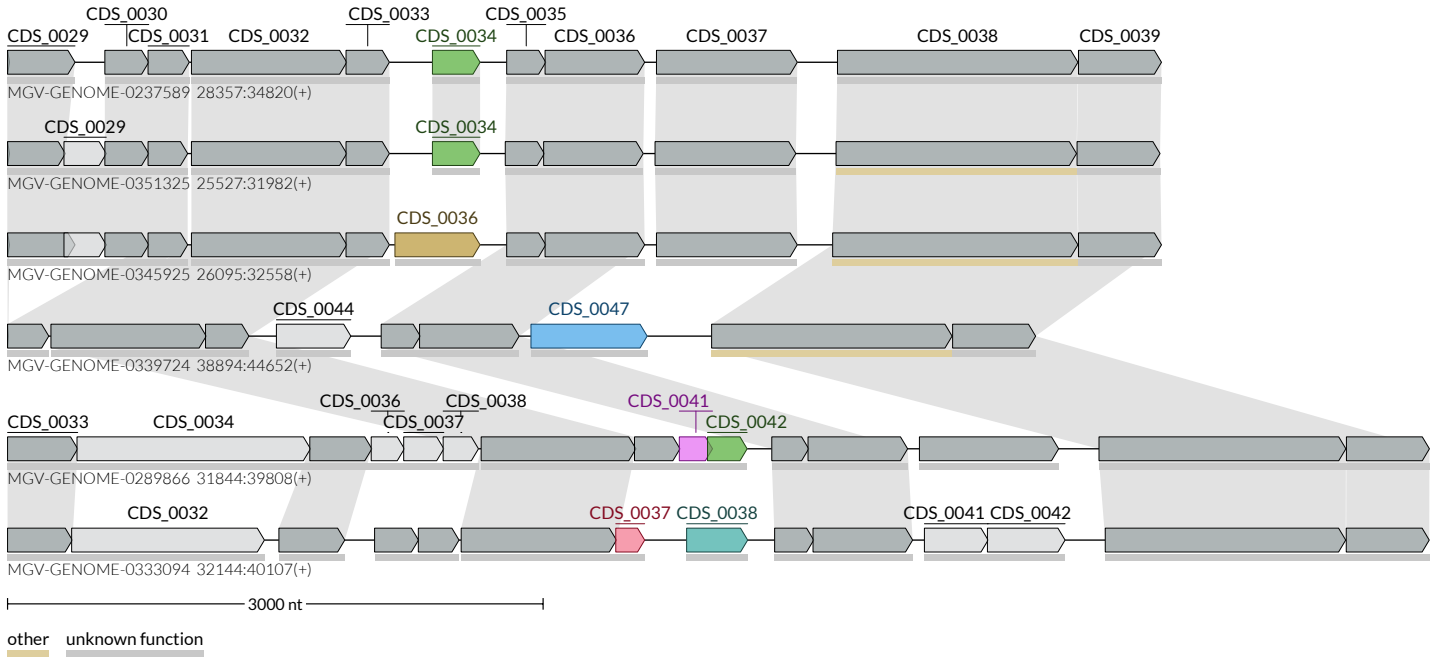 CDS_0030 CDS_0033 CDS_0035
CDS_0029 CDS_0031 CDS_0032 CDS_0034 CDS_0036 CDS_0037 CDS_0038 CDS_0039
MGV-GENOME-0237589 28357:34820(+)
CDS_0029 CDS_0034
MGV-GENOME-0351325 25527:31982(+)
CDS_0036
MGV-GENOME-0345925 26095:32558(+)
CDS_0044 CDS_0047
MGV-GENOME-0339724 38894:44652(+)
CDS_0036 CDS_0038 CDS_0041
CDS_0033 CDS_0034 CDS_0037 CDS_0042
MGV-GENOME-0289866 31844:39808(+)
CDS_0032 CDS_0037 CDS_0038 CDS_0041 CDS_0042
MGV-GENOME-0333094 32144:40107(+)
3000 nt
other unknown function